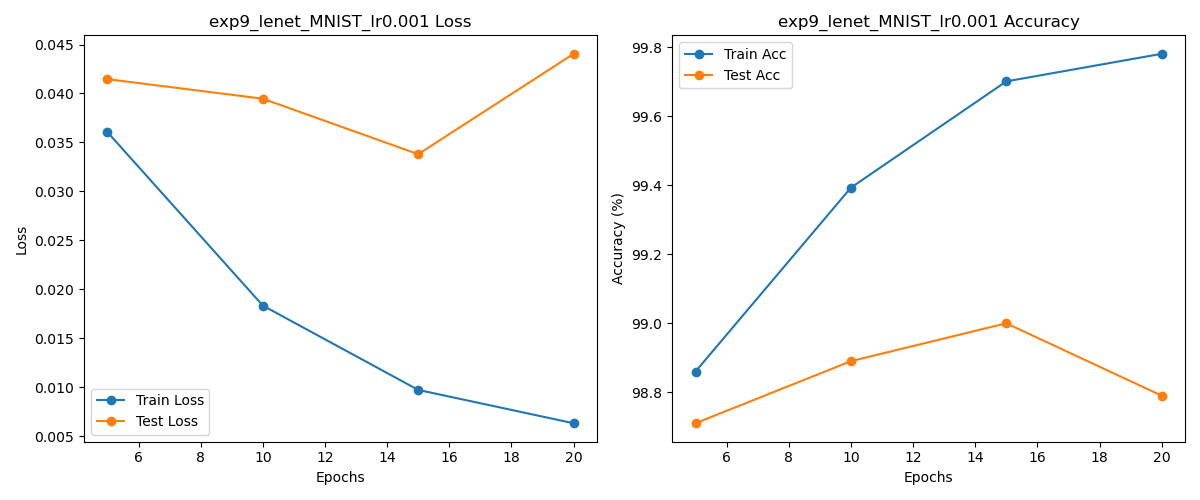 exp9_lenet_MNIST_lr0.001 Loss
0.045
0.040
0.035
0.030
0.025
0.020
0.015
0.010
0.005
Loss
Train Loss
Test Loss
6 8 10 12 14 16 18 20
Epochs
exp9_lenet_MNIST_lr0.001 Accuracy
Train Acc
Test Acc
99.8
99.6
99.4
99.2
99.0
98.8
Accuracy (%)
6 8 10 12 14 16 18 20
Epochs